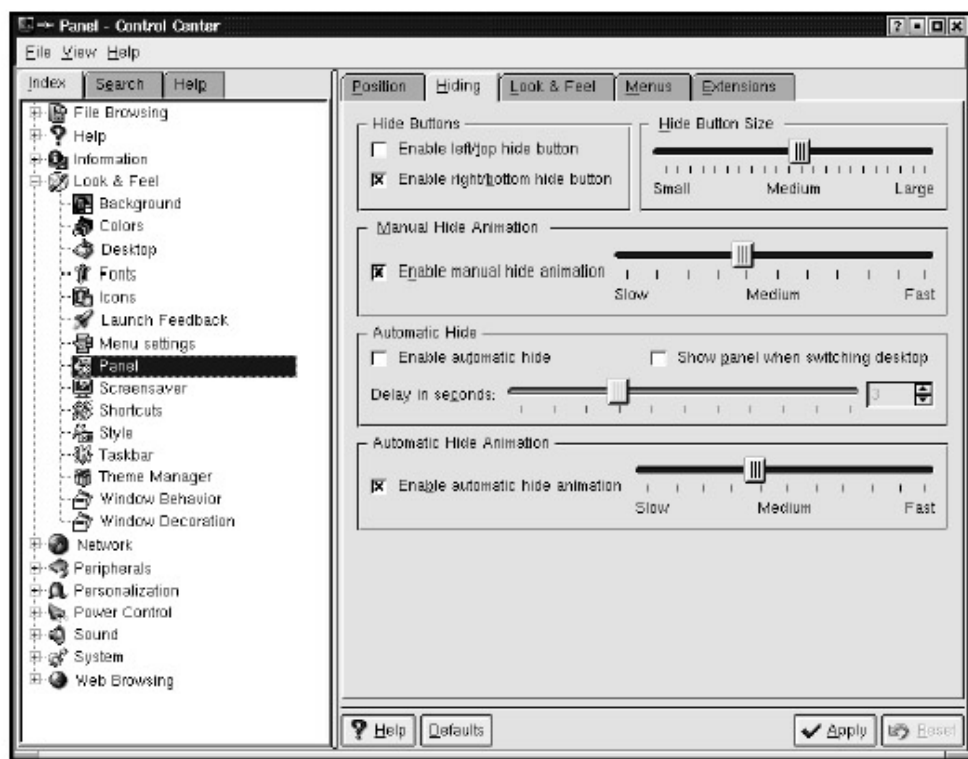 Panel - Control Center
File View Help
Index Search Help
File Browsing
Help
Information
Look & Feel
Background
Colors
Desktop
Fonts
Icons
Launch Feedback
Menu settings
Panel
Screensaver
Shortcuts
Style
Taskbar
Theme Manager
Window Behavior
Window Decoration
Network
Peripherals
Personalization
Power Control
Sound
System
Web Browsing
Position Hiding Look & Feel Menus Extensions
Hide Buttons
Enable left/top hide button
Enable right/bottom hide button
Hide Button Size
Small Medium Large
Manual Hide Animation
Enable manual hide animation
Slow Medium Fast
Automatic Hide
Enable automatic hide Show panel when switching desktop
Delay in seconds: 3
Automatic Hide Animation
Enable automatic hide animation
Slow Medium Fast
Help Defaults Apply Reset